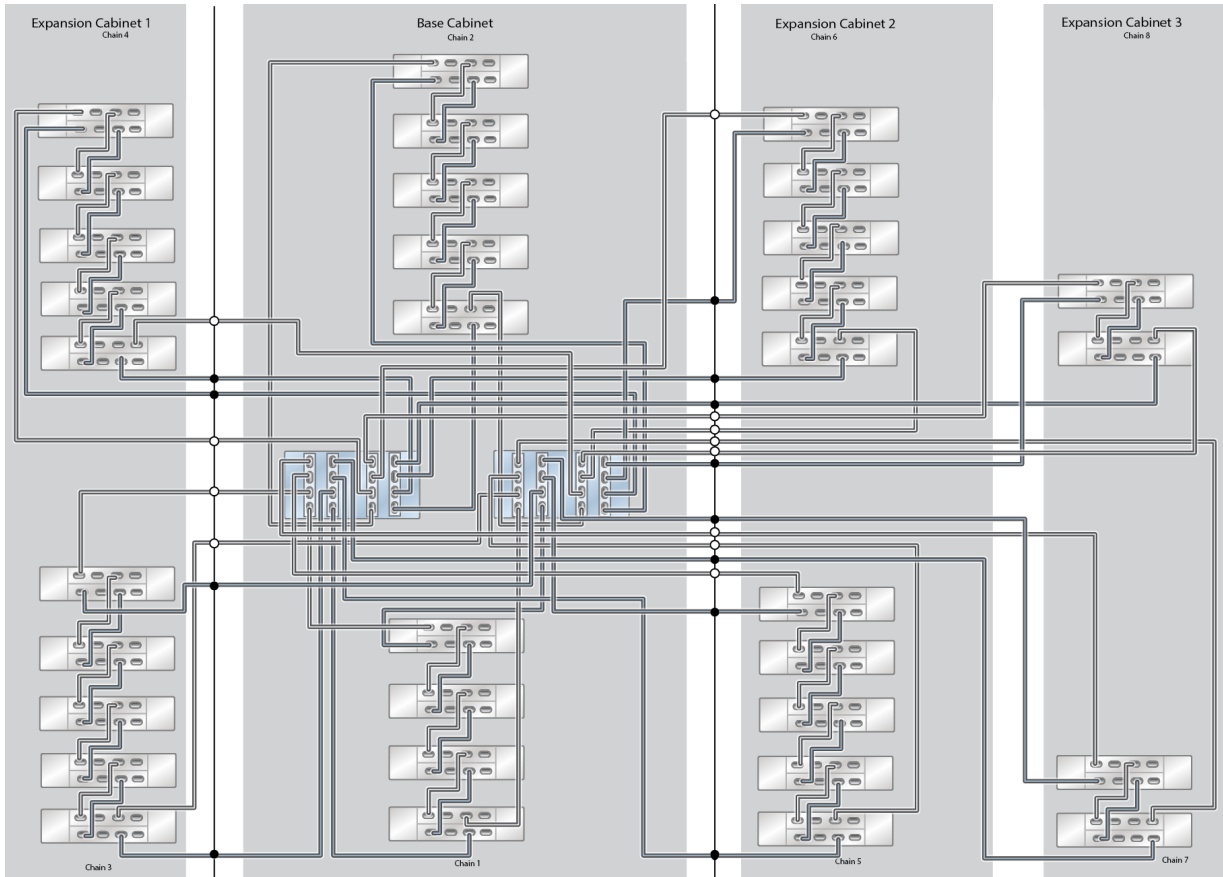 Expansion Cabinet 1
Chain 4
Base Cabinet
Chain 2
Expansion Cabinet 2
Chain 6
Expansion Cabinet 3
Chain 8
Chain 3
Chain 1
Chain 5
Chain 7